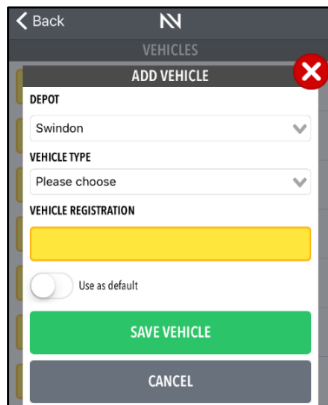 Back
VEHICLES
ADD VEHICLE
DEPOT
Swindon
VEHICLE TYPE
Please choose
VEHICLE REGISTRATION
Use as default
SAVE VEHICLE
CANCEL